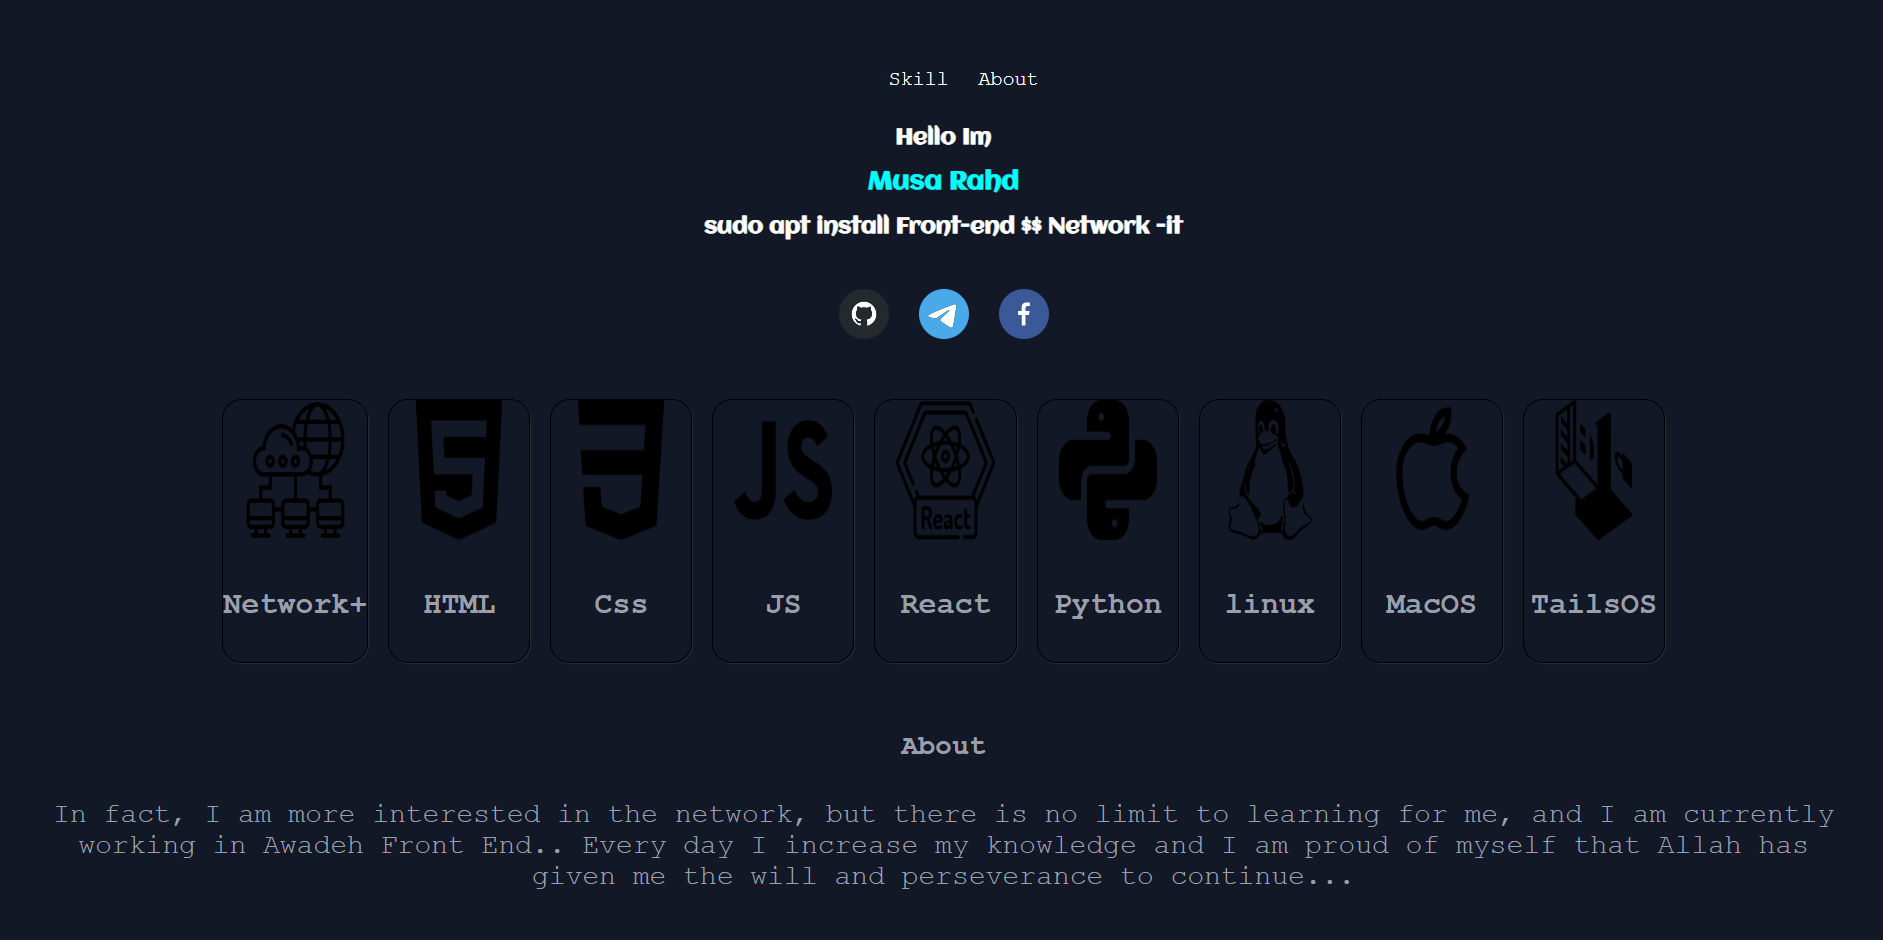 Skill About
Hello Im
Musa Rahd
sudo apt install Front-end $$ Network -it
JS
React
Network+ HTML Css JS React Python linux MacOS TailsOS
About
In fact, I am more interested in the network, but there is no limit to learning for me, and I am currently
working in Awadeh Front End.. Every day I increase my knowledge and I am proud of myself that Allah has
given me the will and perseverance to continue...